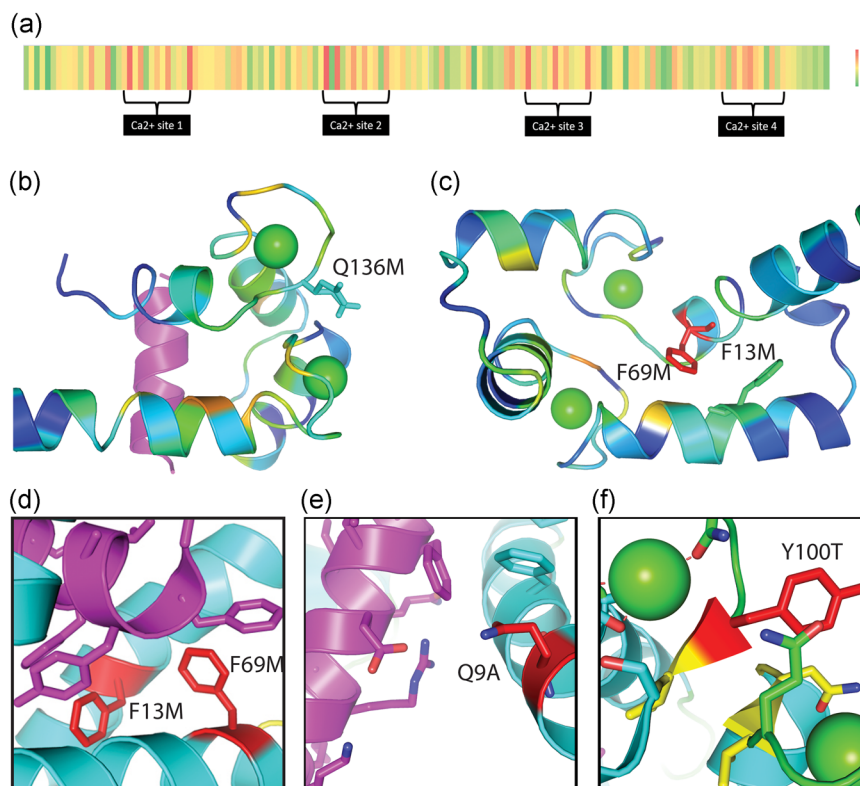 (a)
Ca2+ site 1 Ca2+ site 2 Ca2+ site 3 Ca2+ site 4
(b)
Q136M
(c)
F69M F13M
(d)
F69M
F13M
(e)
Q9A
(f)
Y100T